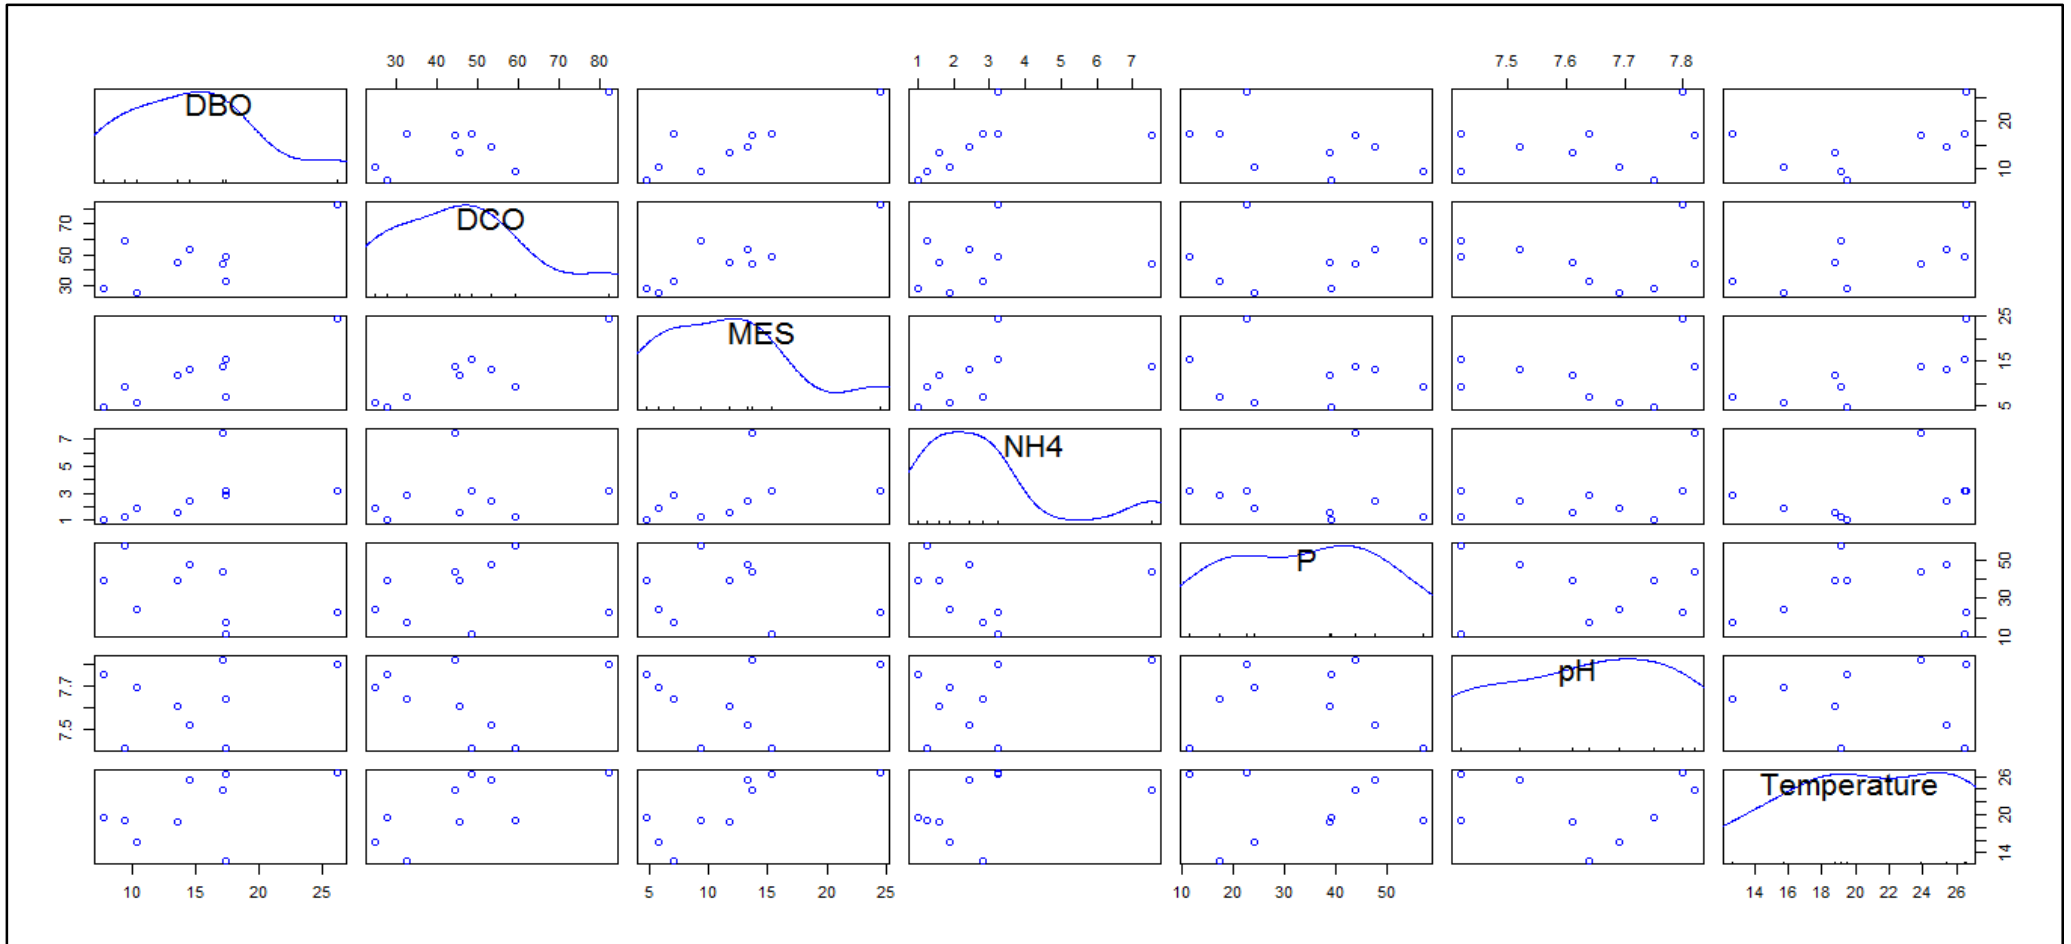 30 40 50 60 70 80
1 2 3 4 5 6 7
7.5 7.6 7.7 7.8
DBO
10 20
30 50 70
DCO
MES
5 15 25
1 3 5 7
NH4
P
10 30 50
7.5 7.7
pH
Temperature
14 20 26
10 15 20 25
5 10 15 20 25
10 20 30 40 50
14 16 18 20 22 24 26